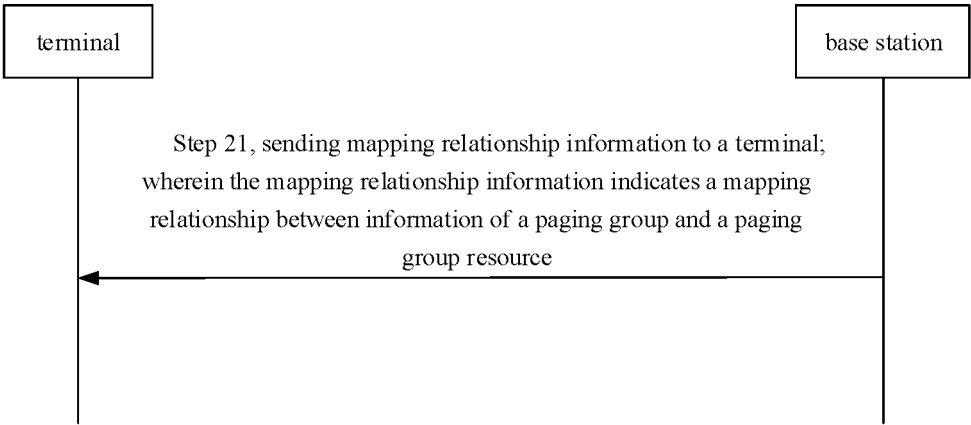 terminal
base station
Step 21, sending mapping relationship information to a terminal;
wherein the mapping relationship information indicates a mapping
relationship between information of a paging group and a paging
group resource